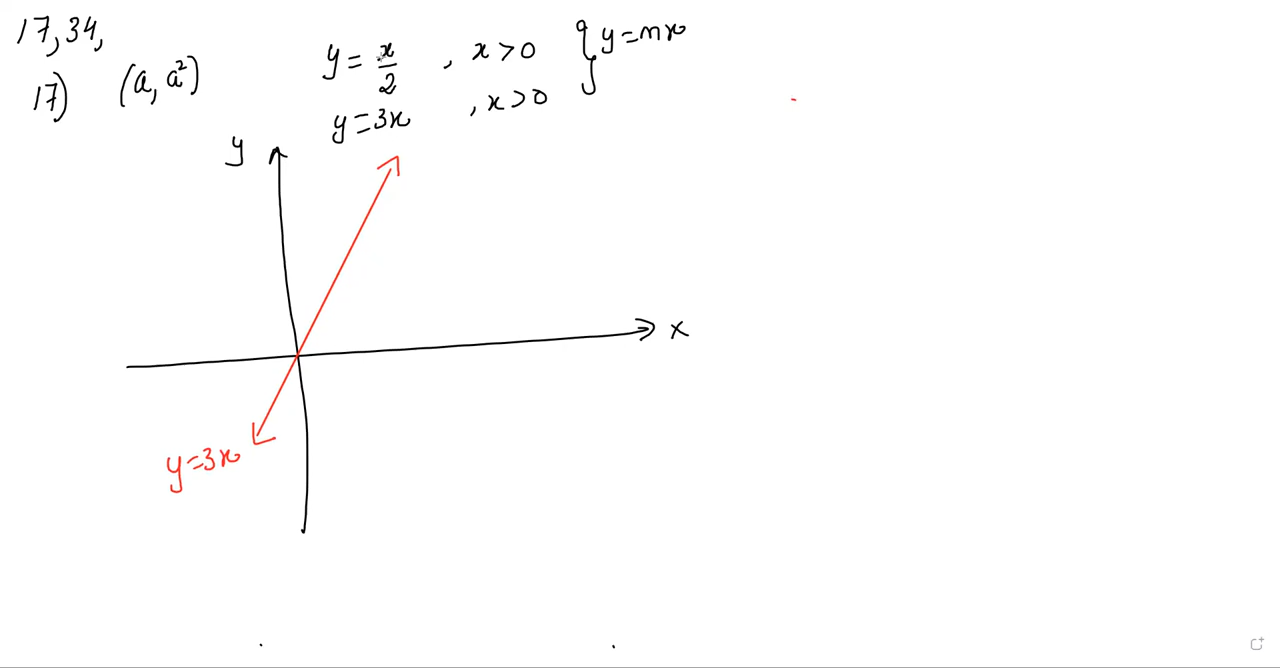 17, 34,
17) (a, a²)
y = x/2 , x > 0 } y = mx
y = 3x , x > 0
y
x
y = 3x